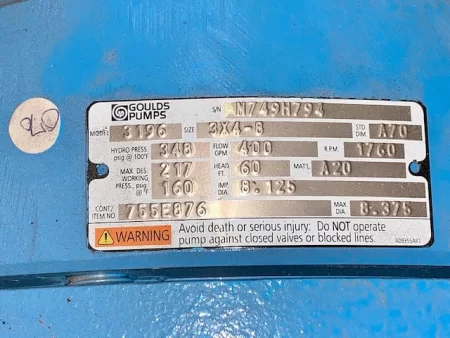 GOULDS PUMPS S/N N749H794
MODEL 3196 SIZE 3X4-8 STD DIM A70
HYDRO PRESS psig @ 100°F 348 FLOW GPM 400 R.P.M. 1760
MAX. DES. WORKING PRESS. psig @ °F 217 160 HEAD FT. 60 MAT'L A20
IMP. DIA 8.125
CONT./ ITEM NO. 755E876 MAX. DIA 8.375
WARNING Avoid death or serious injury: Do NOT operate
pump against closed valves or blocked lines.